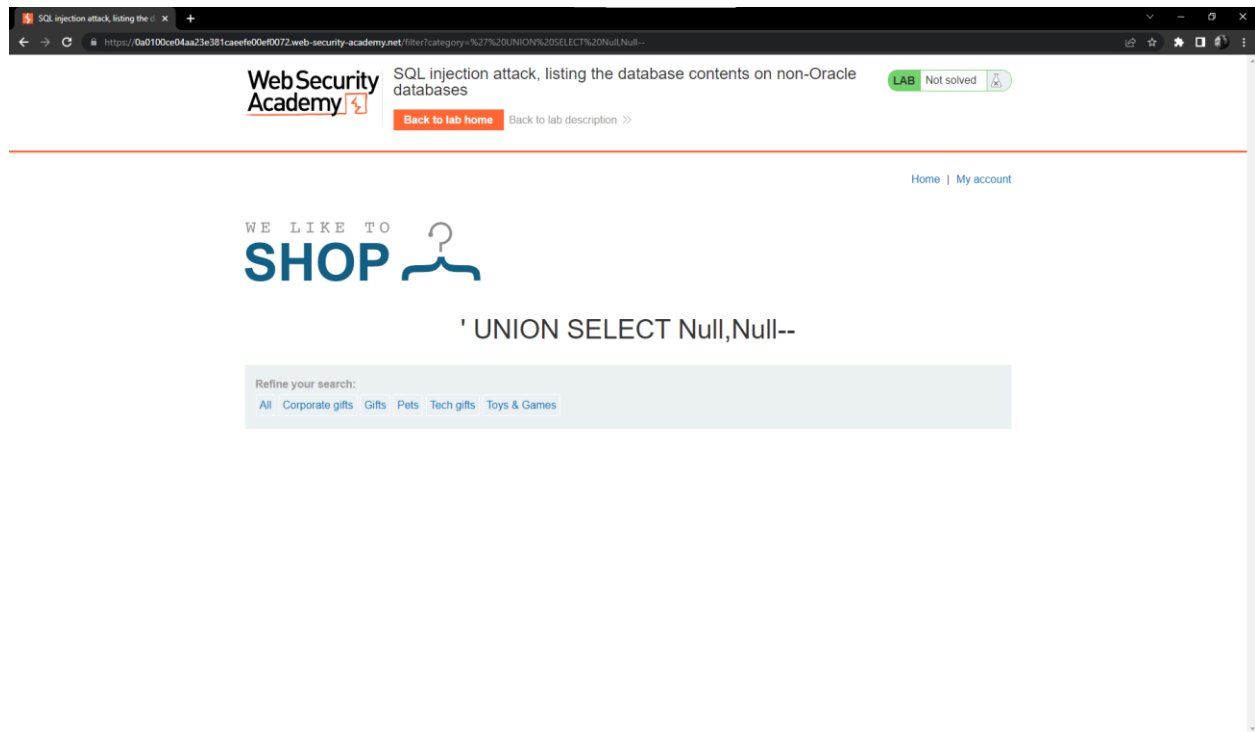 SQL injection attack, listing the d
https://0a0100ce04aa23e381caeefe00ef0072.web-security-academy.net/filter?category=%27%20UNION%20SELECT%20Null,Null--
WebSecurity
Academy
SQL injection attack, listing the database contents on non-Oracle
databases
Back to lab home Back to lab description
LAB Not solved
Home | My account
WE LIKE TO
SHOP
' UNION SELECT Null,Null--
Refine your search:
All Corporate gifts Gifts Pets Tech gifts Toys & Games